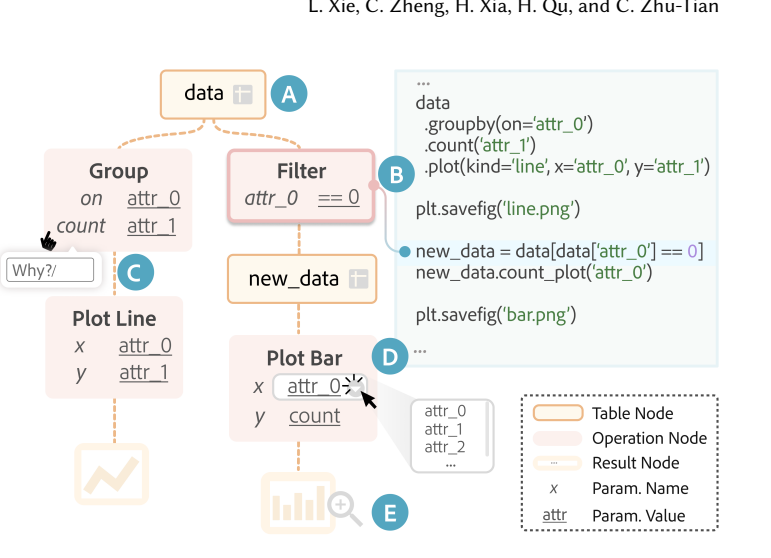 L. Xie, C. Zheng, H. Xia, H. Qu, and C. Zhu-Tian
data
A
Group
on attr_0
count attr_1
Why?/
C
Plot Line
x attr_0
y attr_1
Filter
attr_0 == 0
B
new_data
Plot Bar
D
x attr_0
y count
attr_0
attr_1
attr_2
...
E
...
data
.groupby(on='attr_0')
.count('attr_1')
.plot(kind='line', x='attr_0', y='attr_1')
plt.savefig('line.png')
new_data = data[data['attr_0'] == 0]
new_data.count_plot('attr_0')
plt.savefig('bar.png')
...
Table Node
Operation Node
... Result Node
x Param. Name
attr Param. Value